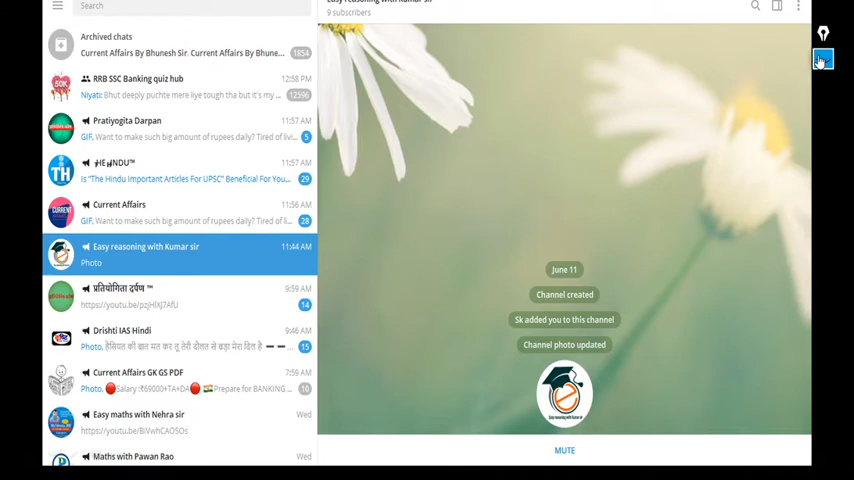 Search
Easy reasoning with Kumar sir
9 subscribers
Archived chats
Current Affairs By Bhunesh Sir, Current Affairs By Bhune...
1854
RRB SSC Banking quiz hub
12:58 PM
Niyati: Bhut deeply puchte mere liye tough tha but it's my ...
12596
Pratiyogita Darpan
11:57 AM
GIF, Want to make such big amount of rupees daily? Tired of livi...
5
HE HINDU™
11:57 AM
Is "The Hindu Important Articles For UPSC" Beneficial For You...
29
Current Affairs
11:56 AM
GIF, Want to make such big amount of rupees daily? Tired of livi...
28
Easy reasoning with Kumar sir
11:44 AM
Photo
प्रतियोगिता दर्पण ™
9:59 AM
https://youtu.be/pzjHlXJ7AfU
14
Drishti IAS Hindi
9:46 AM
Photo, हैसियत की बात मत कर तू तेरी दौलत से बड़ा मेरा दिल है ...
15
Current Affairs GK GS PDF
7:59 AM
Photo, Salary :₹69000+TA+DA Prepare for BANKING ...
10
Easy maths with Nehra sir
Wed
https://youtu.be/BiVwhCAOSOs
Maths with Pawan Rao
Wed
June 11
Channel created
Sk added you to this channel
Channel photo updated
Easy reasoning with Kumar sir
MUTE